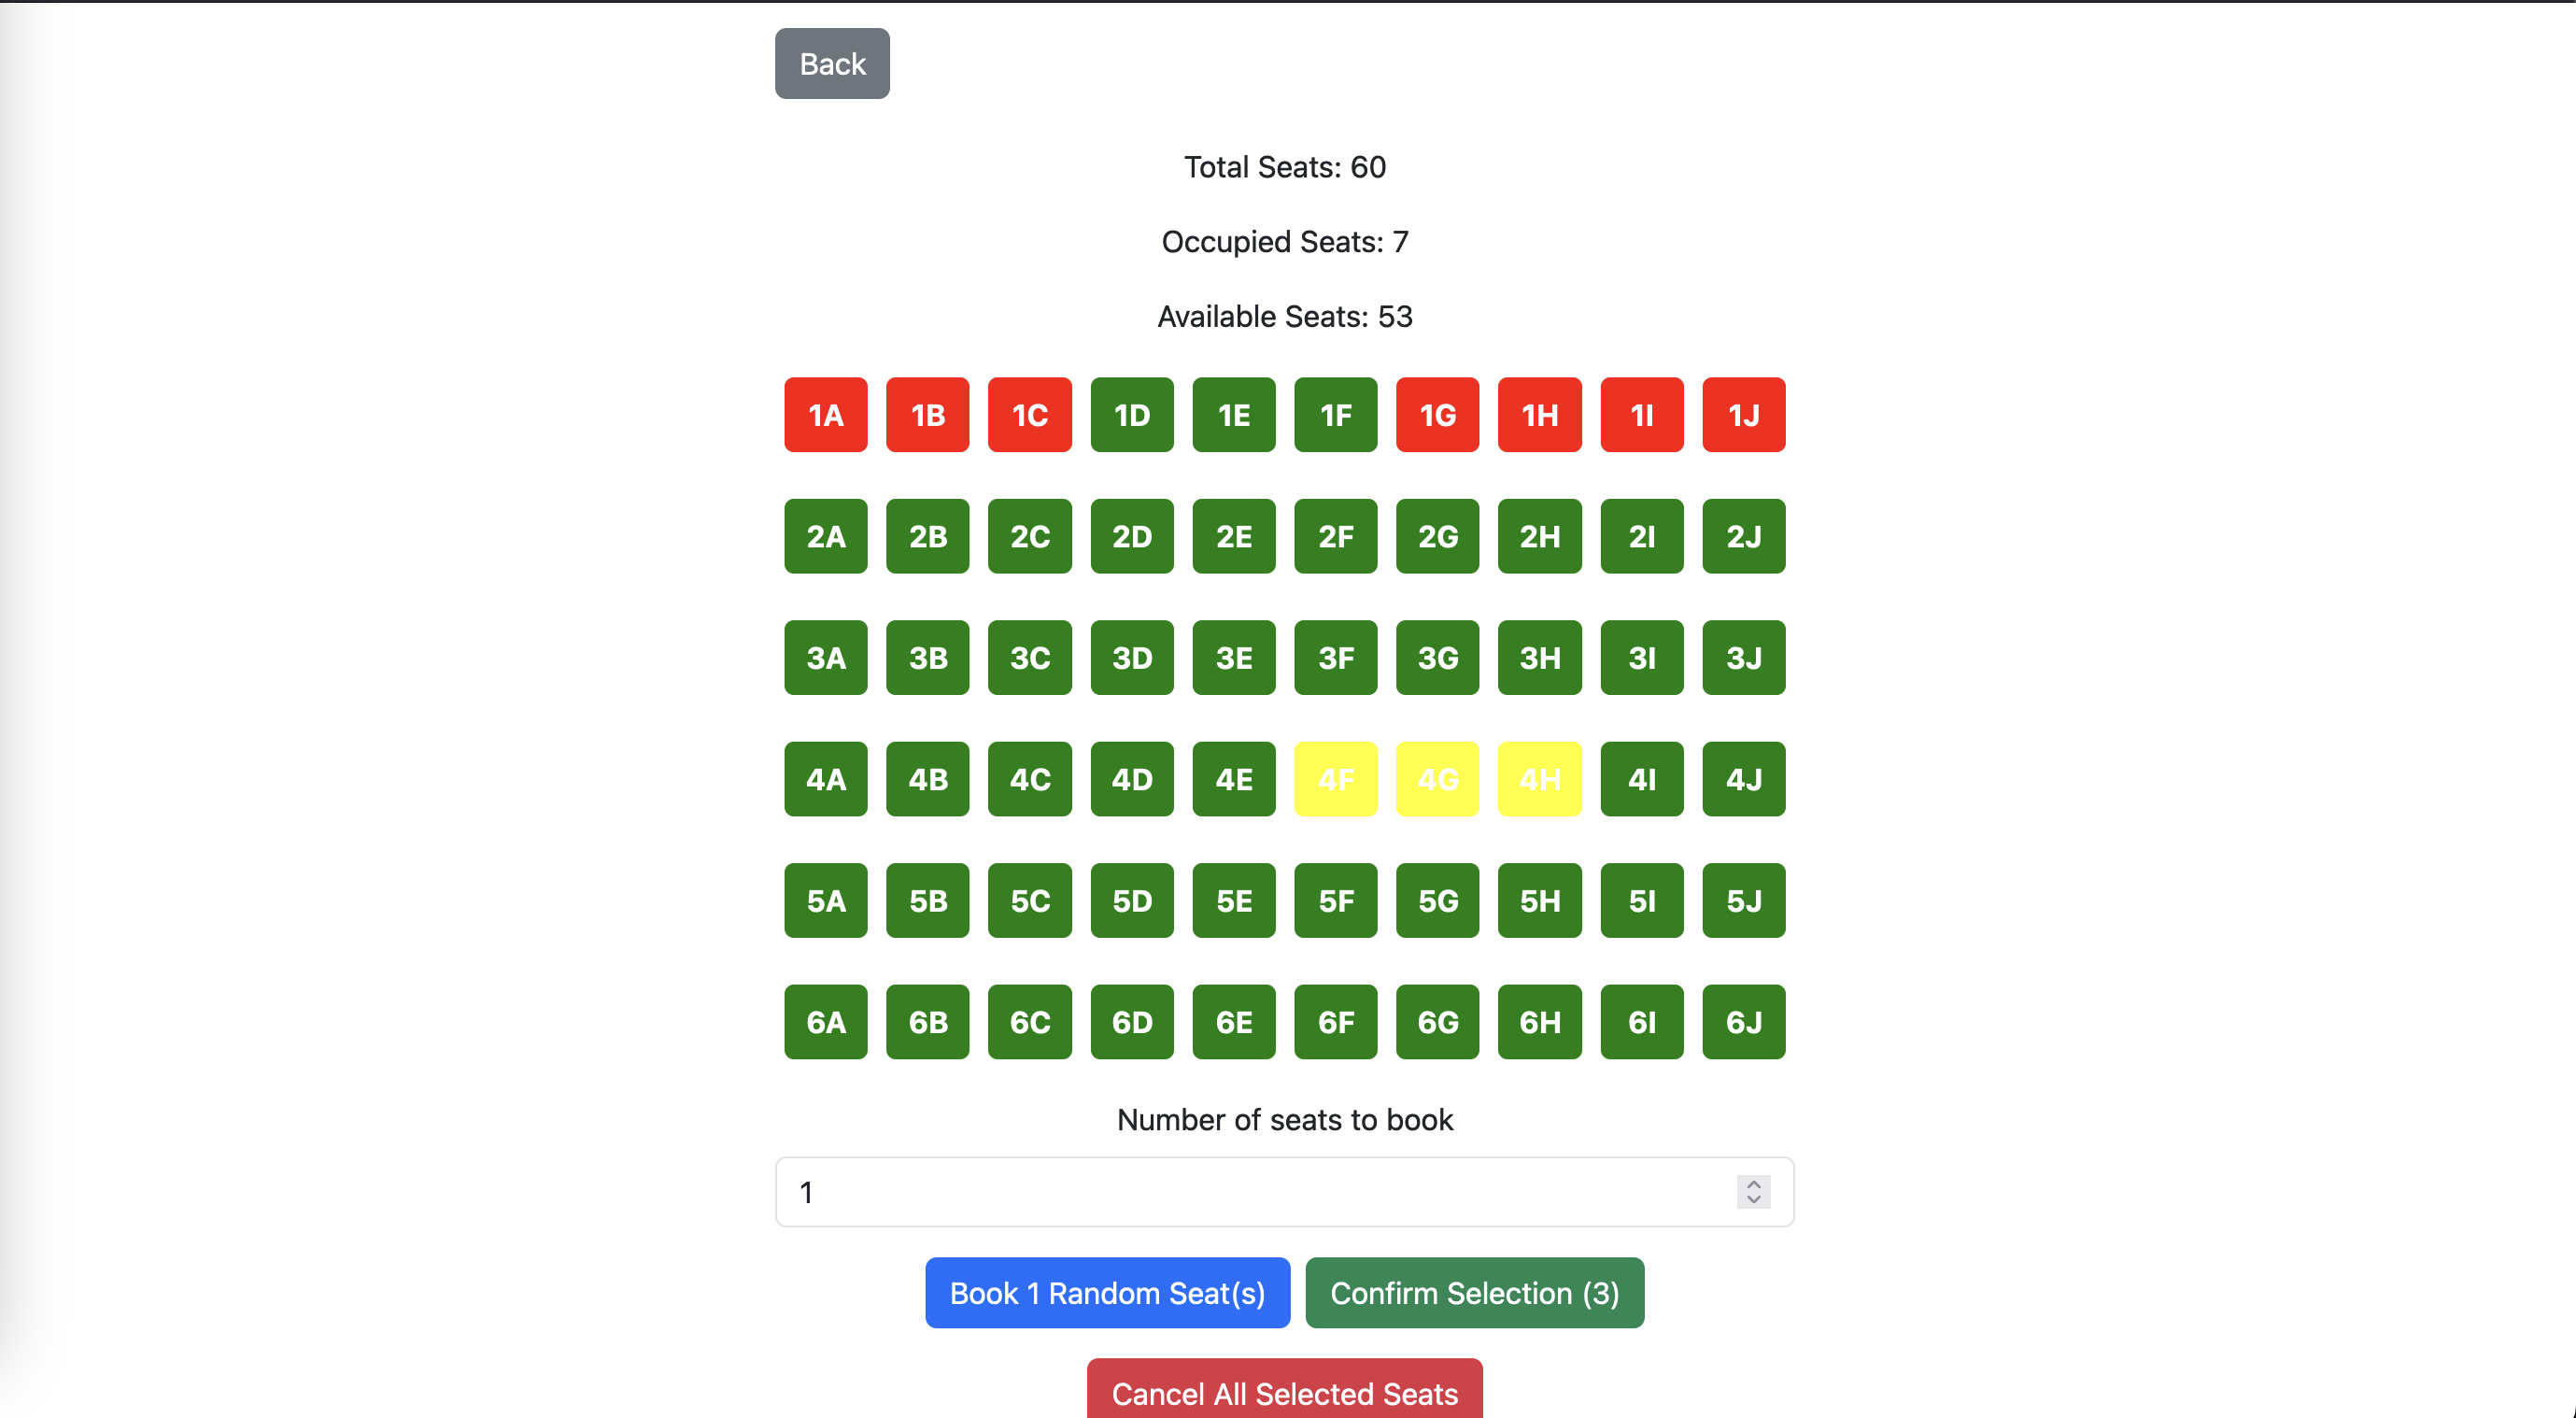 Back
Total Seats: 60
Occupied Seats: 7
Available Seats: 53
1A 1B 1C 1D 1E 1F 1G 1H 1I 1J
2A 2B 2C 2D 2E 2F 2G 2H 2I 2J
3A 3B 3C 3D 3E 3F 3G 3H 3I 3J
4A 4B 4C 4D 4E 4F 4G 4H 4I 4J
5A 5B 5C 5D 5E 5F 5G 5H 5I 5J
6A 6B 6C 6D 6E 6F 6G 6H 6I 6J
Number of seats to book
1
Book 1 Random Seat(s) Confirm Selection (3)
Cancel All Selected Seats